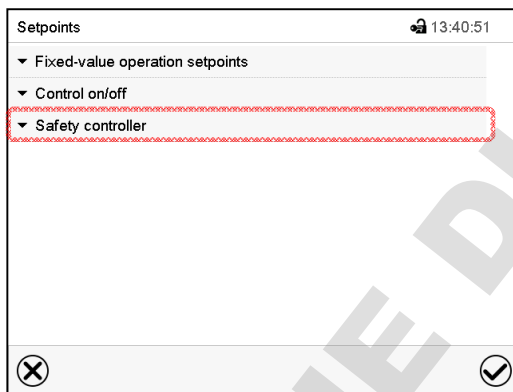 Setpoints 13:40:51
Fixed-value operation setpoints
Control on/off
Safety controller